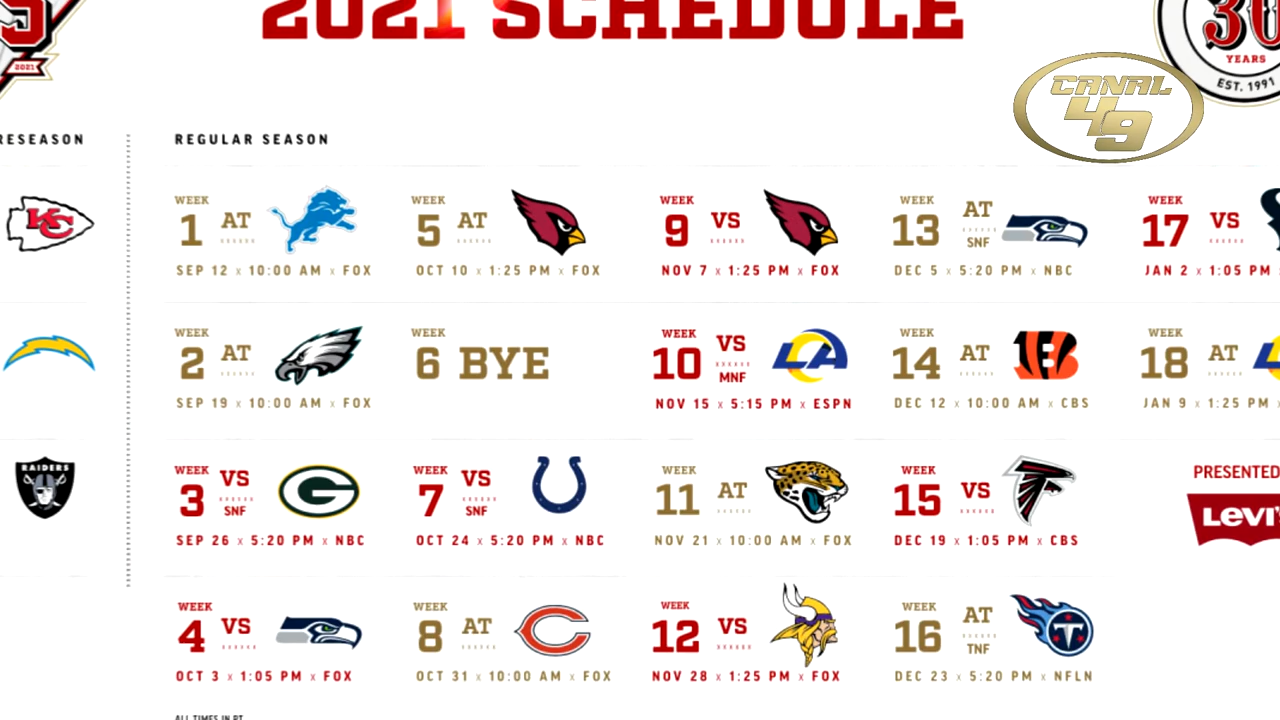 2021 SCHEDULE
2021
30
YEARS
EST. 1991
CANAL
49
RESEASON
REGULAR SEASON
KC
WEEK 1 AT
SEP 12 x 10:00 AM x FOX
WEEK 5 AT
OCT 10 x 1:25 PM x FOX
WEEK 9 VS
NOV 7 x 1:25 PM x FOX
WEEK 13 AT SNF
DEC 5 x 5:20 PM x NBC
WEEK 17 VS
JAN 2 x 1:05 PM x
WEEK 2 AT
SEP 19 x 10:00 AM x FOX
WEEK 6 BYE
WEEK 10 VS MNF LA
NOV 15 x 5:15 PM x ESPN
WEEK 14 AT B
DEC 12 x 10:00 AM x CBS
WEEK 18 AT
JAN 9 x 1:25 PM x
RAIDERS
WEEK 3 VS SNF G
SEP 26 x 5:20 PM x NBC
WEEK 7 VS SNF
OCT 24 x 5:20 PM x NBC
WEEK 11 AT
NOV 21 x 10:00 AM x FOX
WEEK 15 VS
DEC 19 x 1:05 PM x CBS
PRESENTED
LEVI'S
WEEK 4 VS
OCT 3 x 1:05 PM x FOX
WEEK 8 AT C
OCT 31 x 10:00 AM x FOX
WEEK 12 VS
NOV 28 x 1:25 PM x FOX
WEEK 16 AT TNF T
DEC 23 x 5:20 PM x NFLN
ALL TIMES IN PT